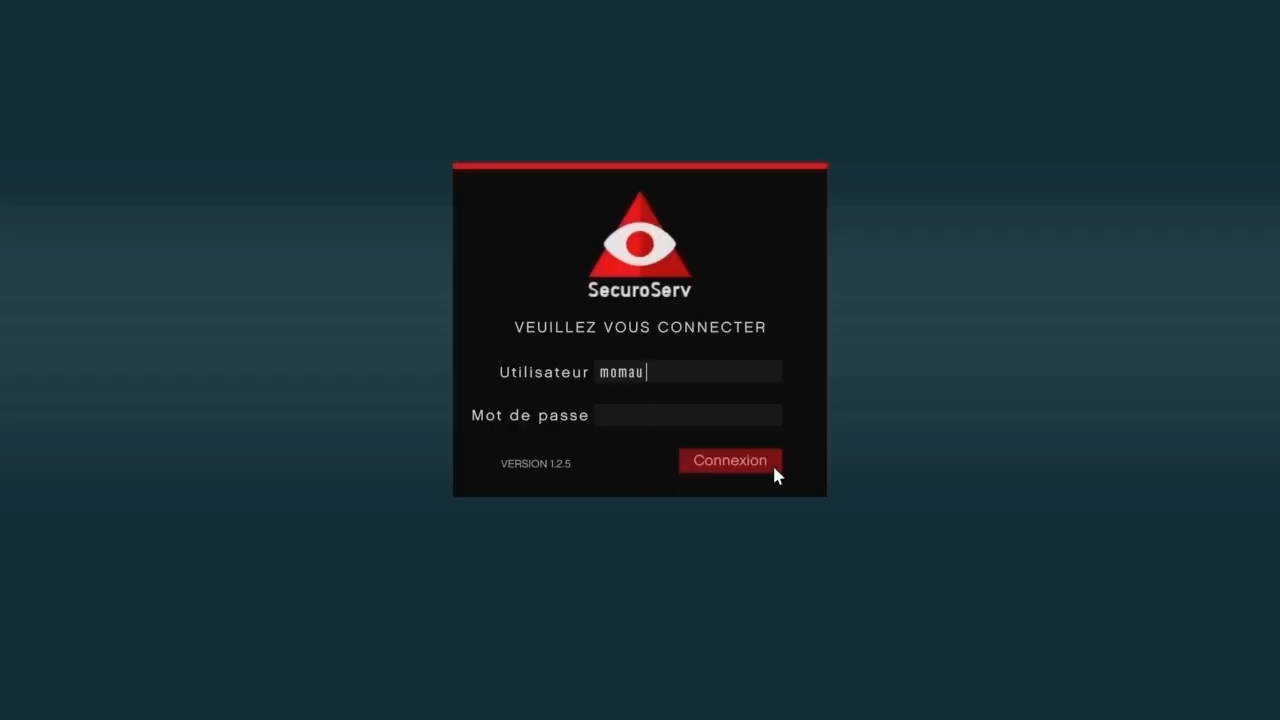 SecuroServ
VEUILLEZ VOUS CONNECTER
Utilisateur momau
Mot de passe
VERSION 1.2.5 Connexion